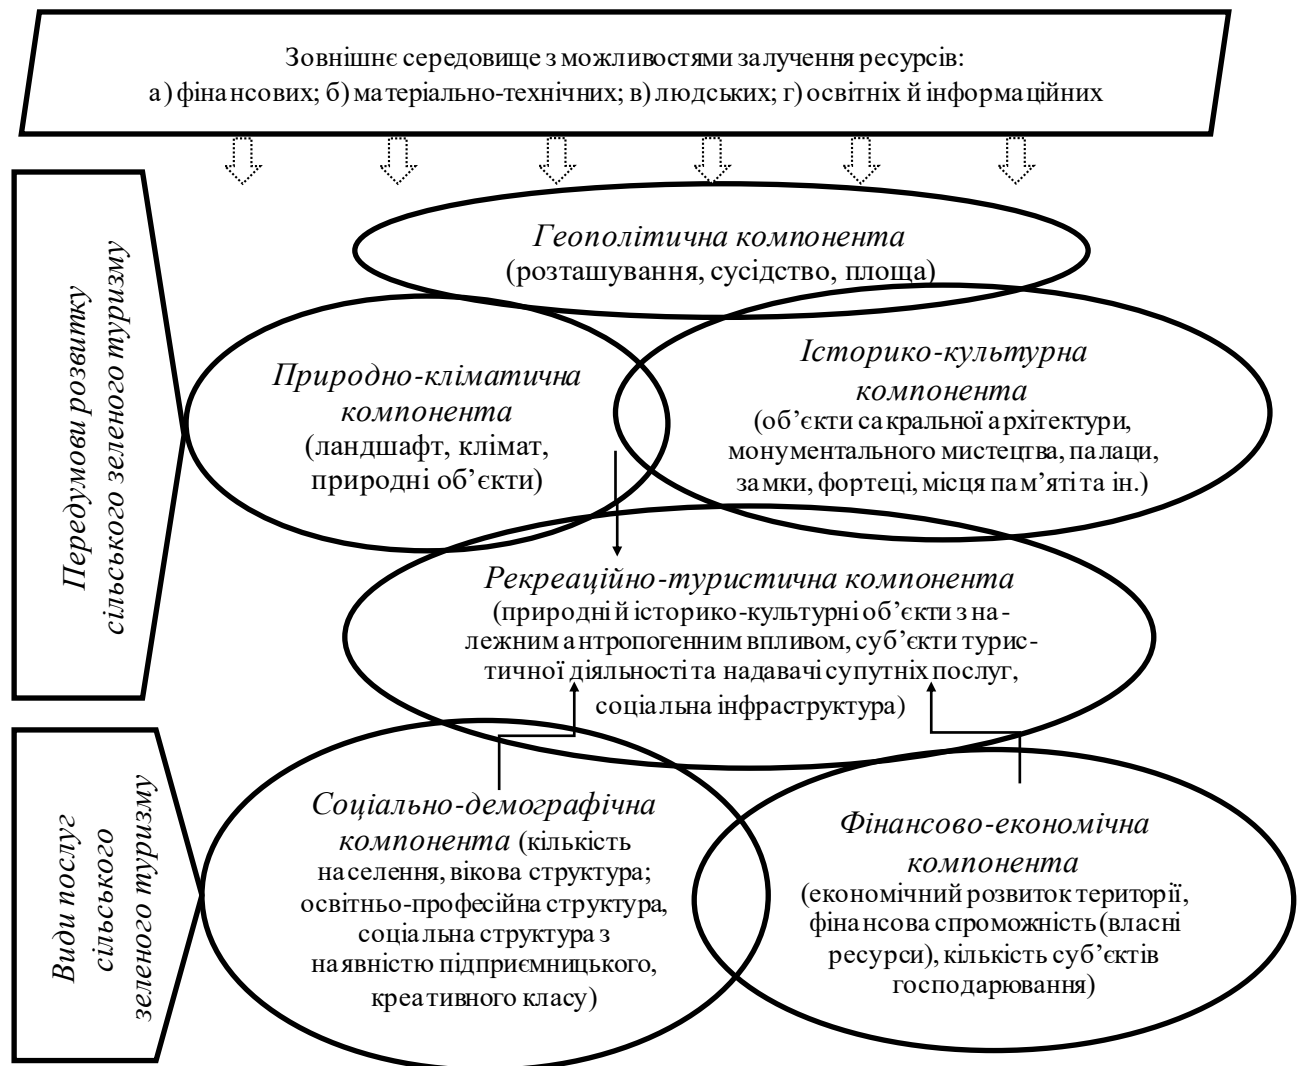 Зовнішнє середовище з можливостями залучення ресурсів:
а) фінансових; б) матеріально-технічних; в) людських; г) освітніх й інформаційних
Передумови розвитку
сільського зеленого туризму
Геополітична компонента
(розташування, сусідство, площа)
Природно-кліматична
компонента
(ландшафт, клімат,
природні об’єкти)
Історико-культурна
компонента
(об’єкти сакральної архітектури,
монументального мистецтва, палаци,
замки, фортеці, місця пам’яті та ін.)
Рекреаційно-туристична компонента
(природні й історико-культурні об’єкти з на-
лежним антропогенним впливом, суб’єкти турис-
тичної діяльності та надавачі супутніх послуг,
соціальна інфраструктура)
Види послуг
сільського
зеленого туризму
Соціально-демографічна
компонента (кількість
населення, вікова структура;
освітньо-професійна структура,
соціальна структура з
наявністю підприємницького,
креативного класу)
Фінансово-економічна
компонента
(економічний розвиток території,
фінансова спроможність (власні
ресурси), кількість суб’єктів
господарювання)